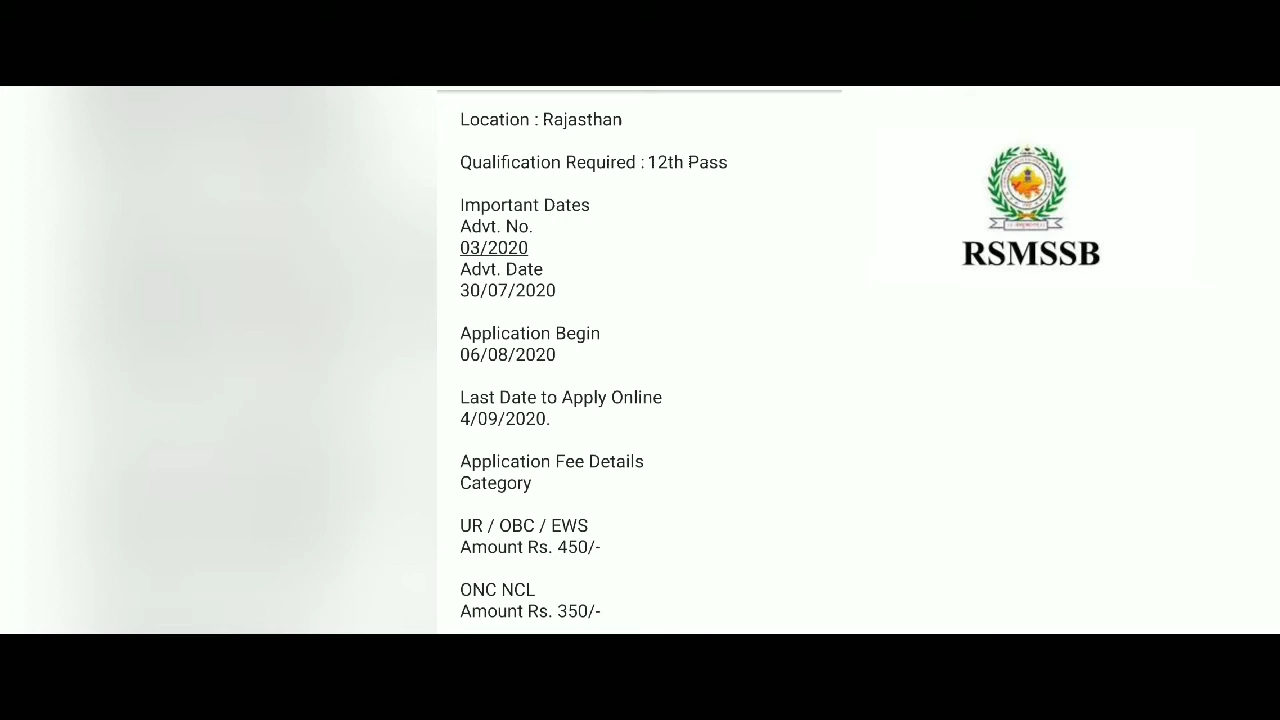 Location : Rajasthan
Qualification Required : 12th Pass
Important Dates
Advt. No.
03/2020
Advt. Date
30/07/2020
Application Begin
06/08/2020
Last Date to Apply Online
4/09/2020.
Application Fee Details
Category
UR / OBC / EWS
Amount Rs. 450/-
ONC NCL
Amount Rs. 350/-
RSMSSB